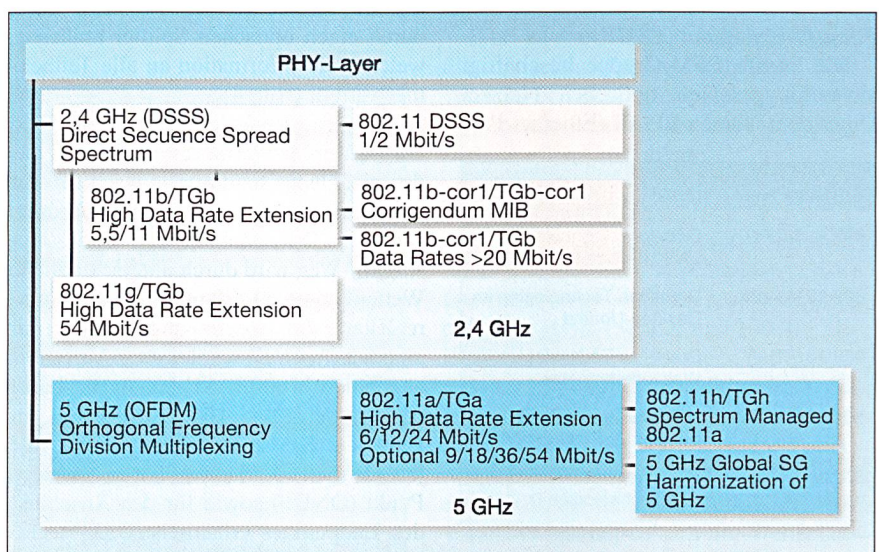 PHY-Layer
2,4 GHz (DSSS)
Direct Secuence Spread
Spectrum
802.11 DSSS
1/2 Mbit/s
802.11b/TGb
High Data Rate Extension
5,5/11 Mbit/s
802.11b-cor1/TGb-cor1
Corrigendum MIB
802.11b-cor1/TGb
Data Rates >20 Mbit/s
802.11g/TGb
High Data Rate Extension
54 Mbit/s
2,4 GHz
5 GHz (OFDM)
Orthogonal Frequency
Division Multiplexing
802.11a/TGa
High Data Rate Extension
6/12/24 Mbit/s
Optional 9/18/36/54 Mbit/s
802.11h/TGh
Spectrum Managed
802.11a
5 GHz Global SG
Harmonization of
5 GHz
5 GHz